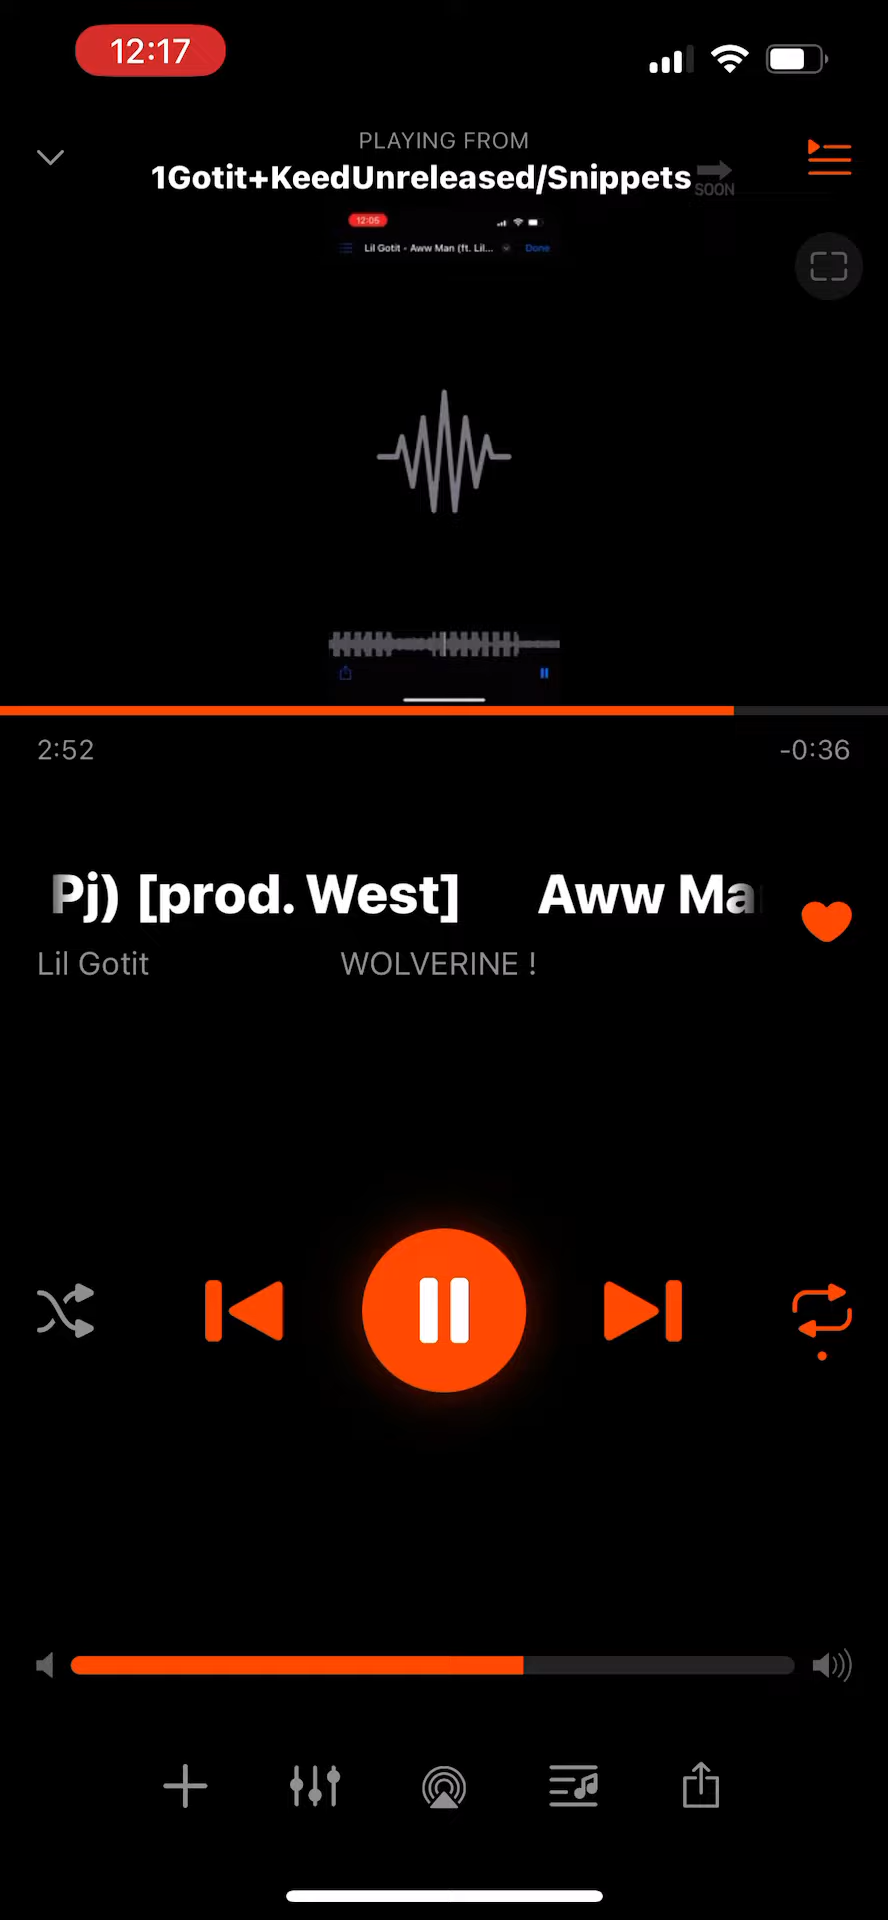 12:17
PLAYING FROM
1Gotit+KeedUnreleased/Snippets
SOON
12:05
Lil Gotit - Aww Man (ft. Lil... Done
2:52 -0:36
Pj) [prod. West] Aww Ma
Lil Gotit WOLVERINE !